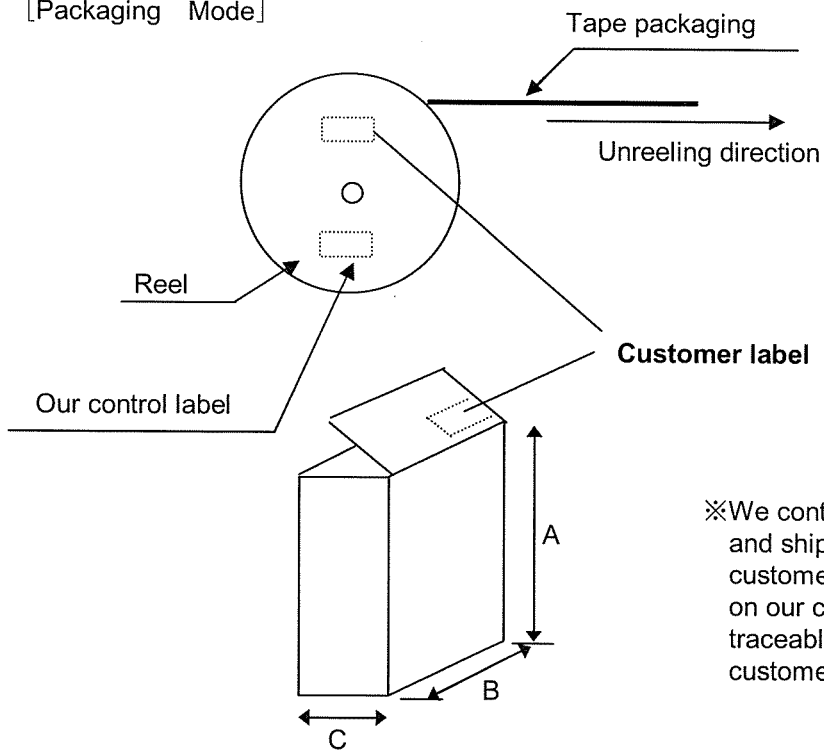 [Packaging Mode]
Tape packaging
Unreeling direction
Reel
Customer label
Our control label
※We cont
and ship
custome
on our c
traceabl
custome
A
B
C